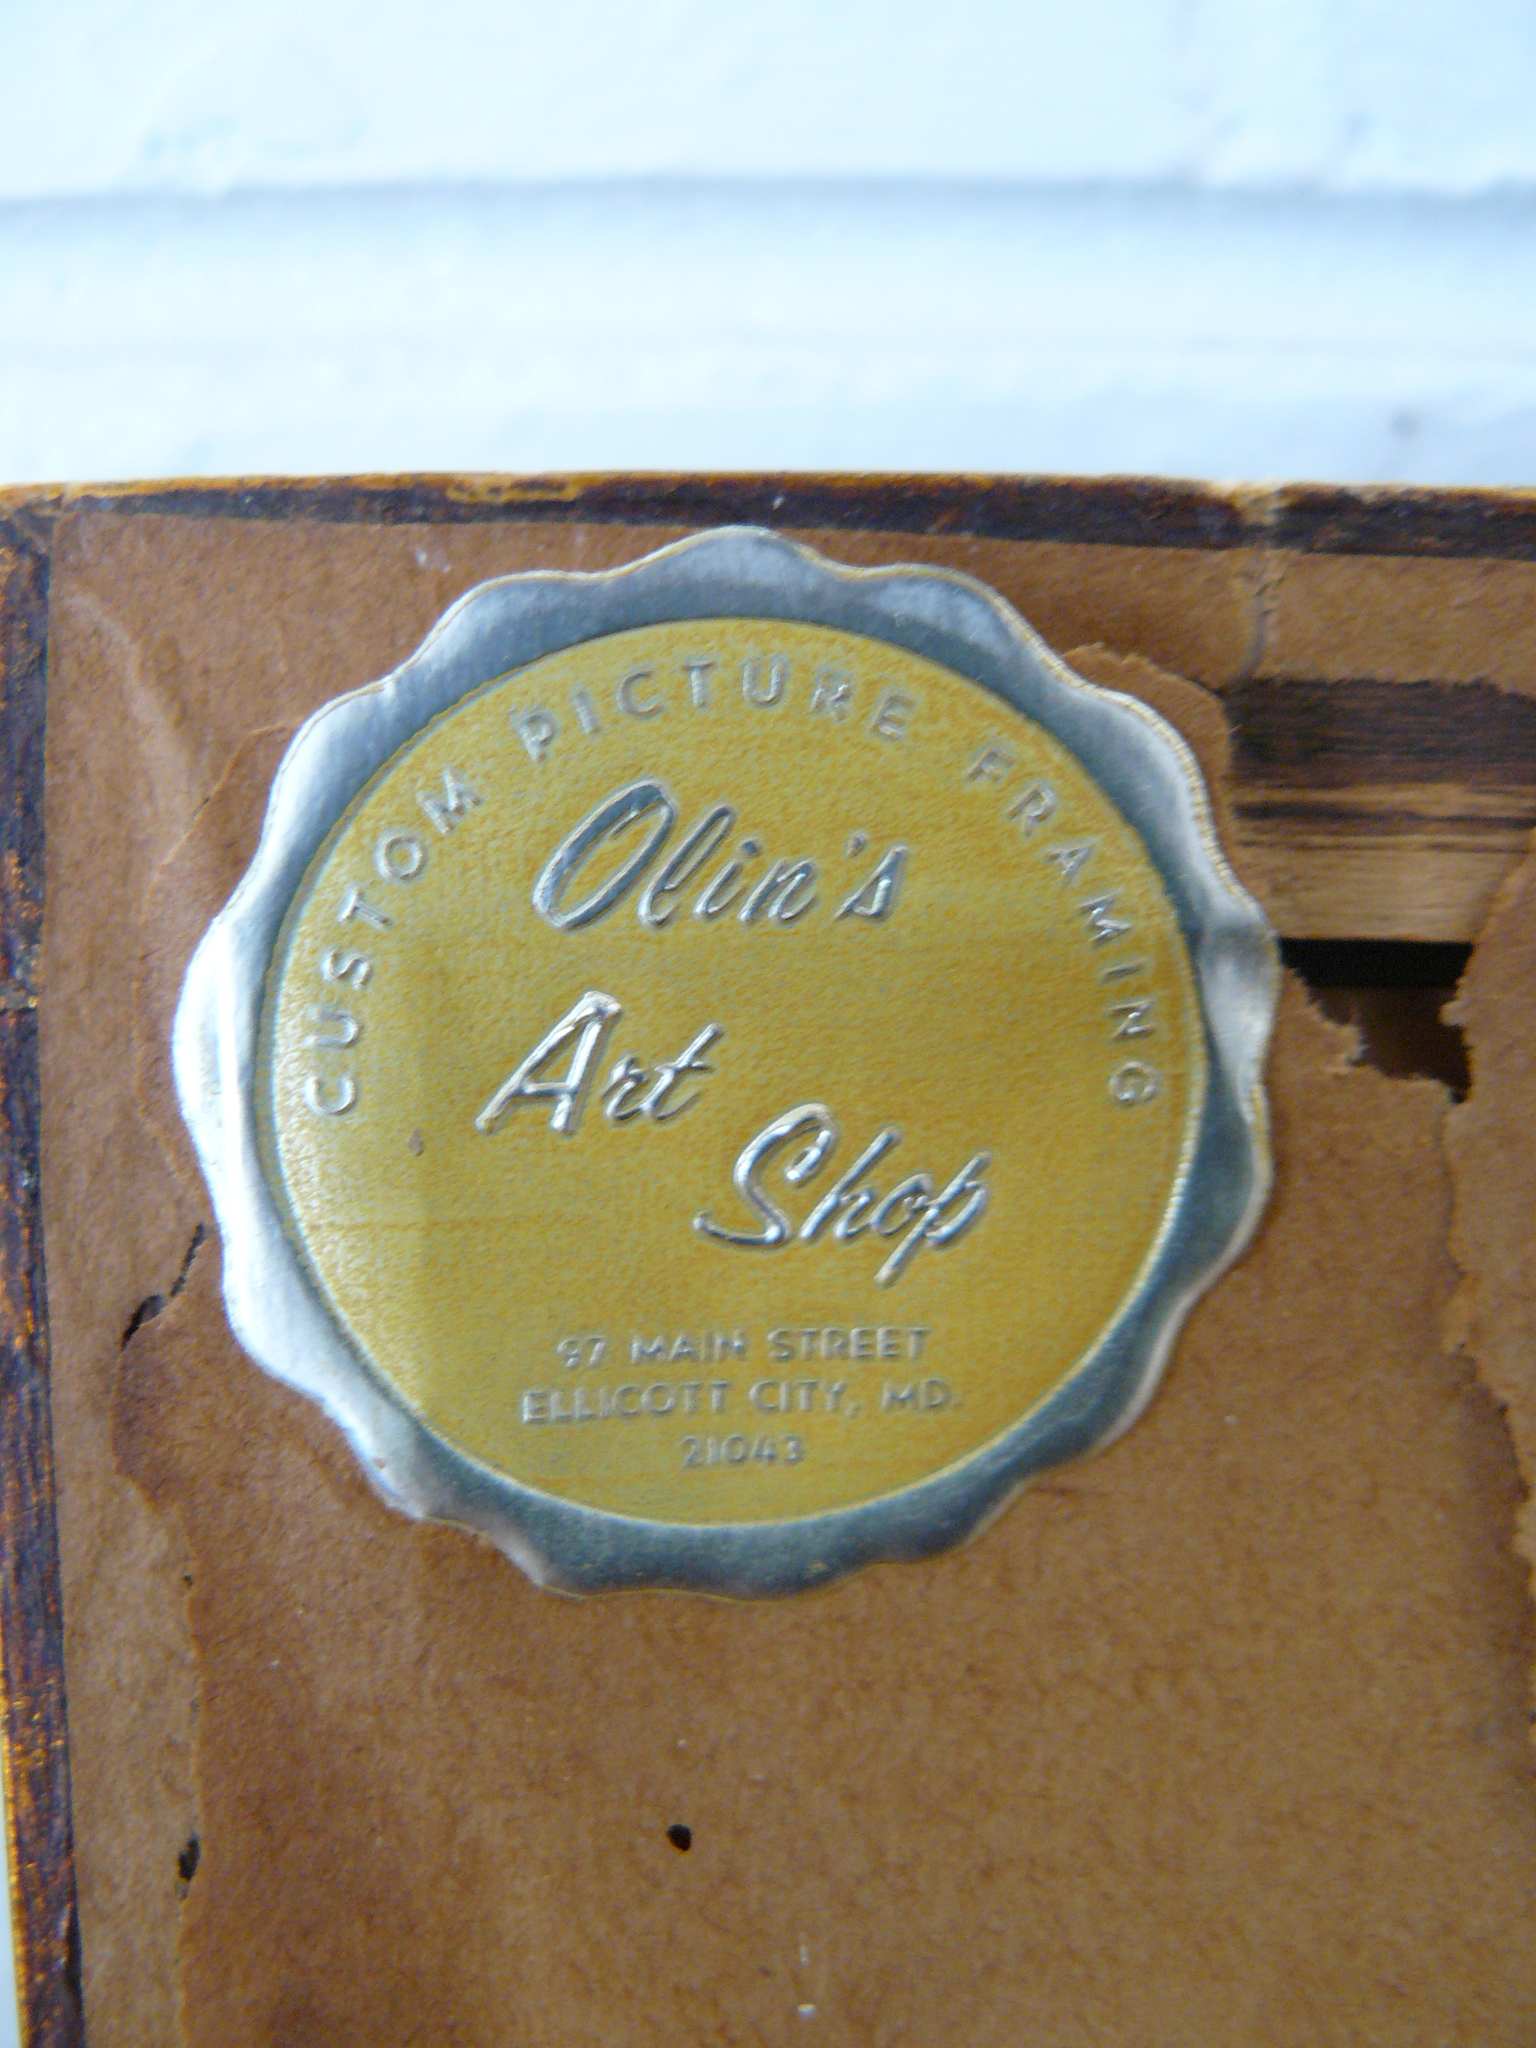 CUSTOM PICTURE FRAMING
Olin's
Art
Shop
97 MAIN STREET
ELLICOTT CITY, MD.
21043